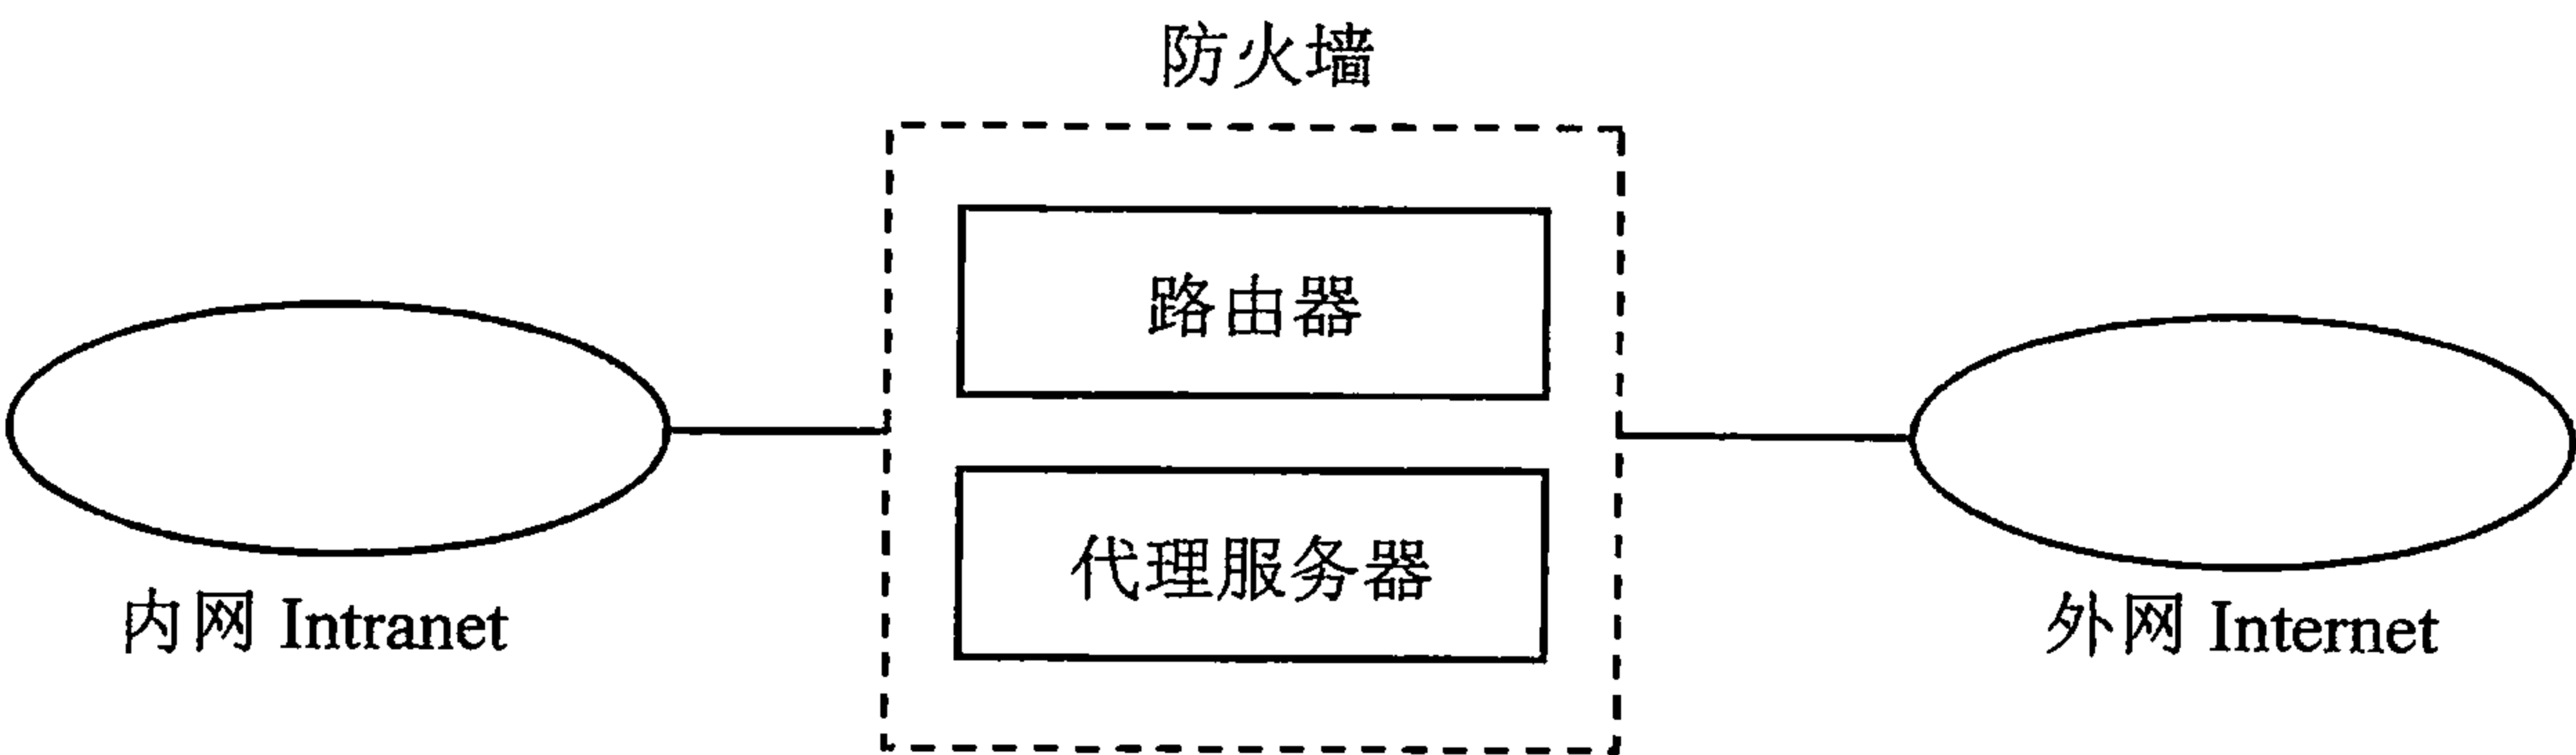 防火墙
路由器
代理服务器
内网 Intranet
外网 Internet